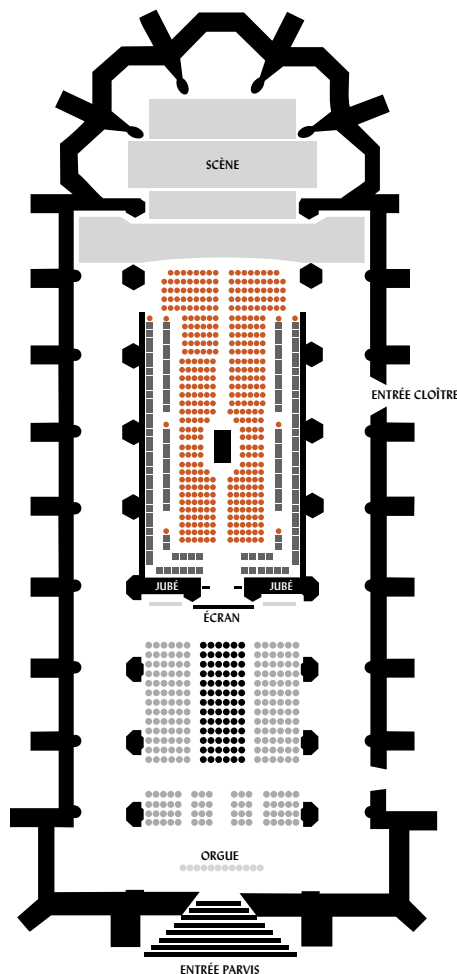 SCÈNE
ENTRÉE CLOÎTRE
JUBÉ
JUBÉ
ÉCRAN
ORGUE
ENTRÉE PARVIS